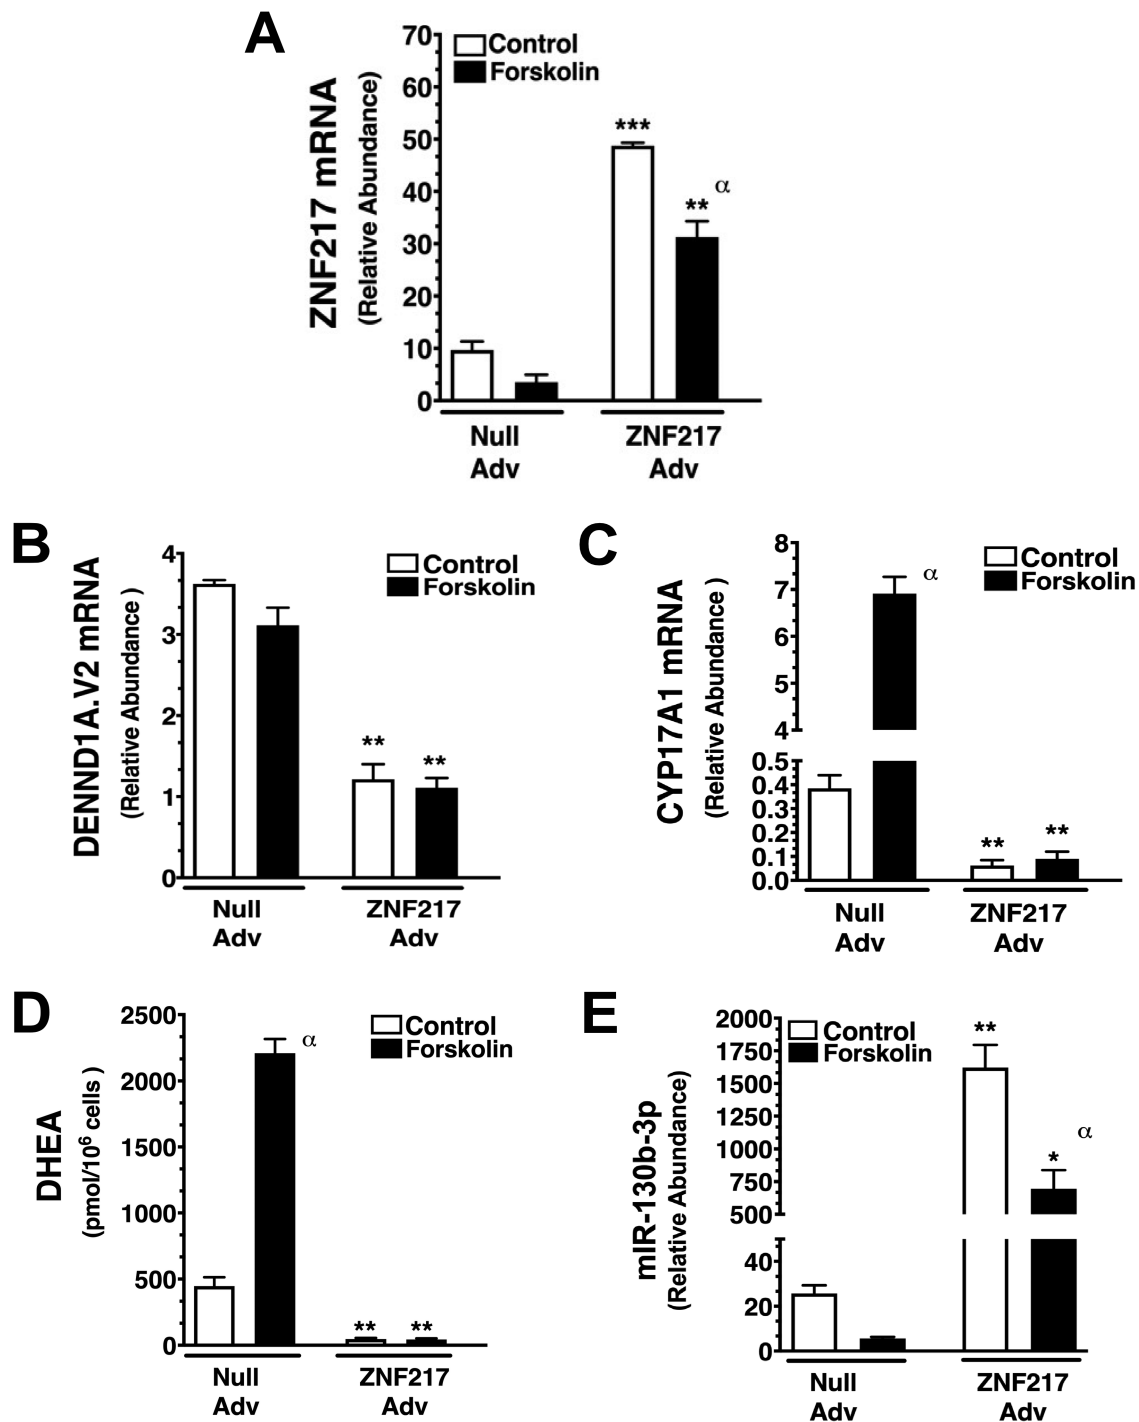 A
ZNF217 mRNA
(Relative Abundance)
70
60
50
40
30
20
10
0
Control
Forskolin
***
**
α
Null
Adv
ZNF217
Adv
B
DENND1A.V2 mRNA
(Relative Abundance )
4
3
2
1
0
Control
Forskolin
**
**
Null
Adv
ZNF217
Adv
C
CYP17A1 mRNA
(Relative Abundance )
8
7
6
5
4
0.5
0.4
0.3
0.2
0.1
0.0
Control
Forskolin
α
**
**
Null
Adv
ZNF217
Adv
D
DHEA
(pmol/10⁶ cells )
2500
2000
1500
1000
500
0
Control
Forskolin
α
**
**
Null
Adv
ZNF217
Adv
E
mIR-130b-3p
(Relative Abundance)
2000
1750
1500
1250
1000
750
500
40
20
0
Control
Forskolin
**
*
α
Null
Adv
ZNF217
Adv